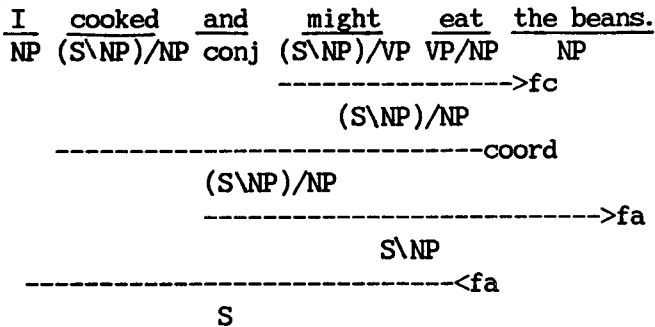 I cooked and might eat the beans.
NP (S\NP)/NP conj (S\NP)/VP VP/NP NP
------------------>fc
(S\NP)/NP
--------------------------------coord
(S\NP)/NP
------------------------------>fa
S\NP
--------------------------------<fa
S